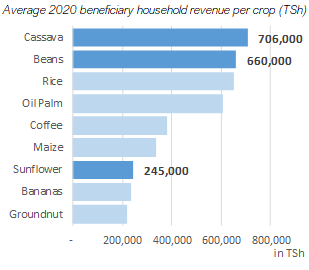 Average 2020 beneficiary household revenue per crop (TSh)
Cassava 706,000
Beans 660,000
Rice
Oil Palm
Coffee
Maize
Sunflower 245,000
Bananas
Groundnut
- 200,000 400,000 600,000 800,000
in TSh